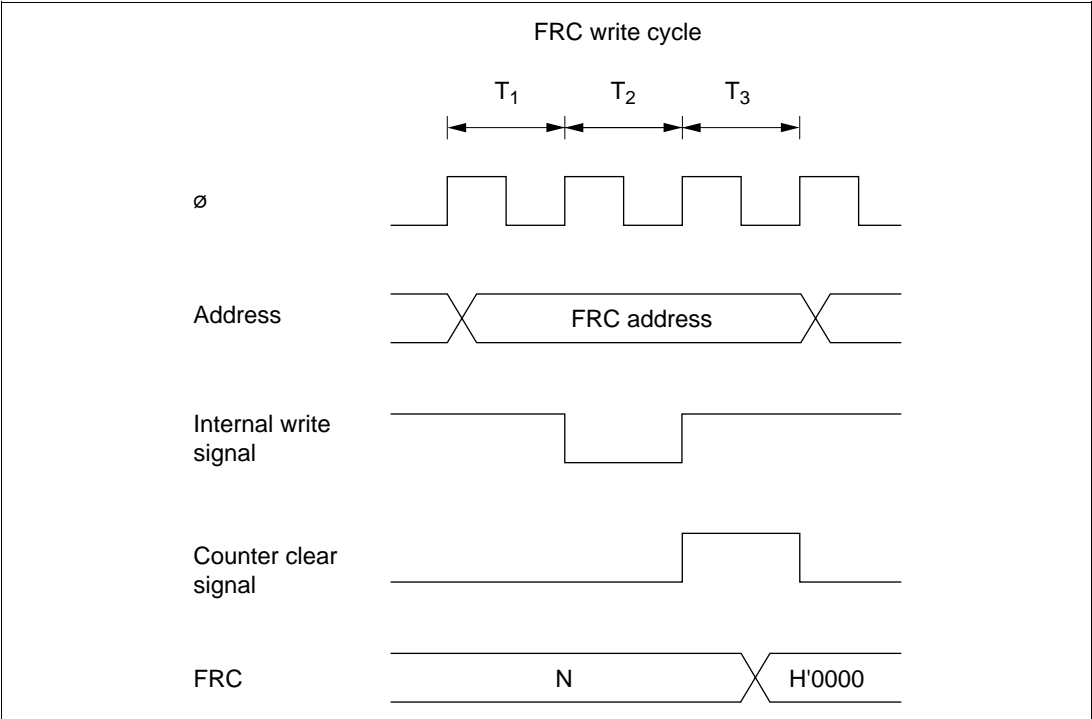 FRC write cycle
T1 T2 T3
ø
Address
FRC address
Internal write
signal
Counter clear
signal
FRC
N
H'0000